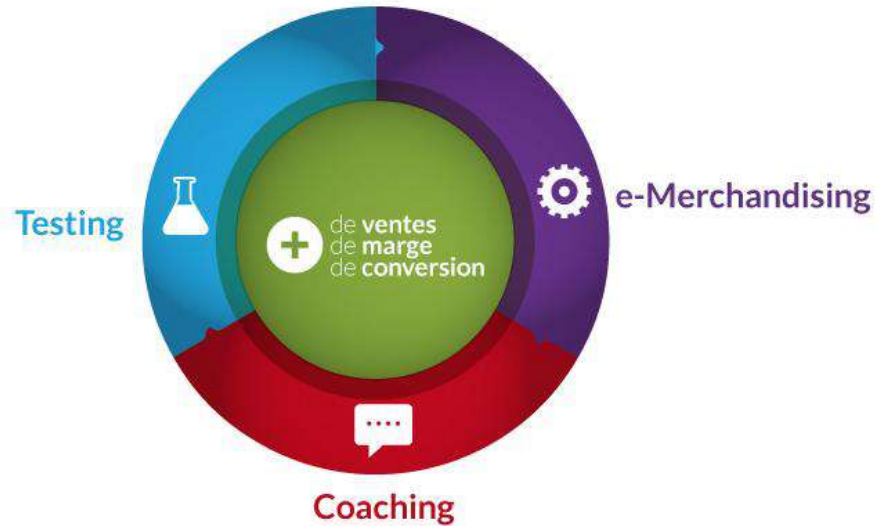 Testing
e-Merchandising
+ de ventes
de marge
de conversion
Coaching